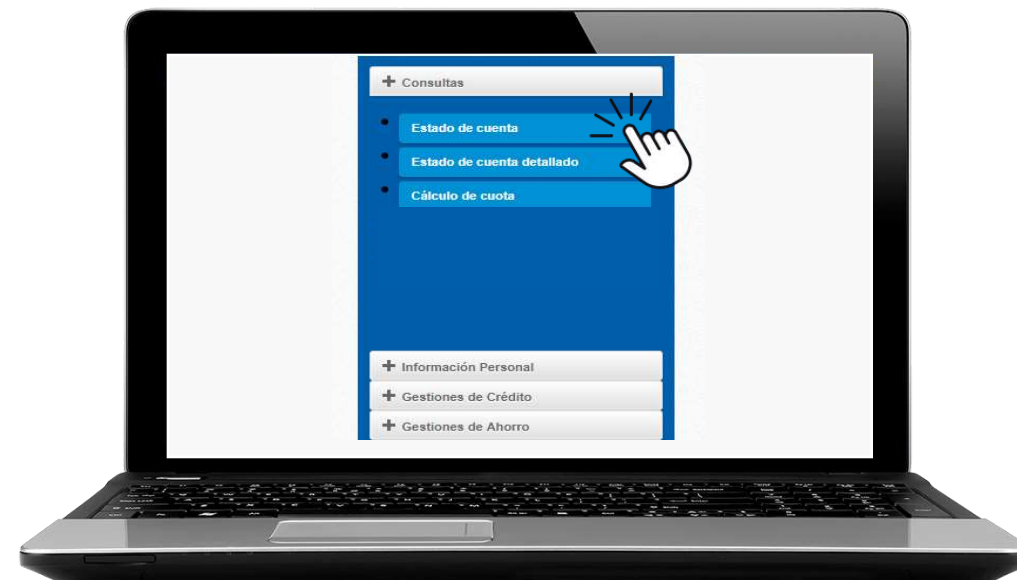 Consultas
Estado de cuenta
Estado de cuenta detallado
Cálculo de cuota
Información Personal
Gestiones de Crédito
Gestiones de Ahorro